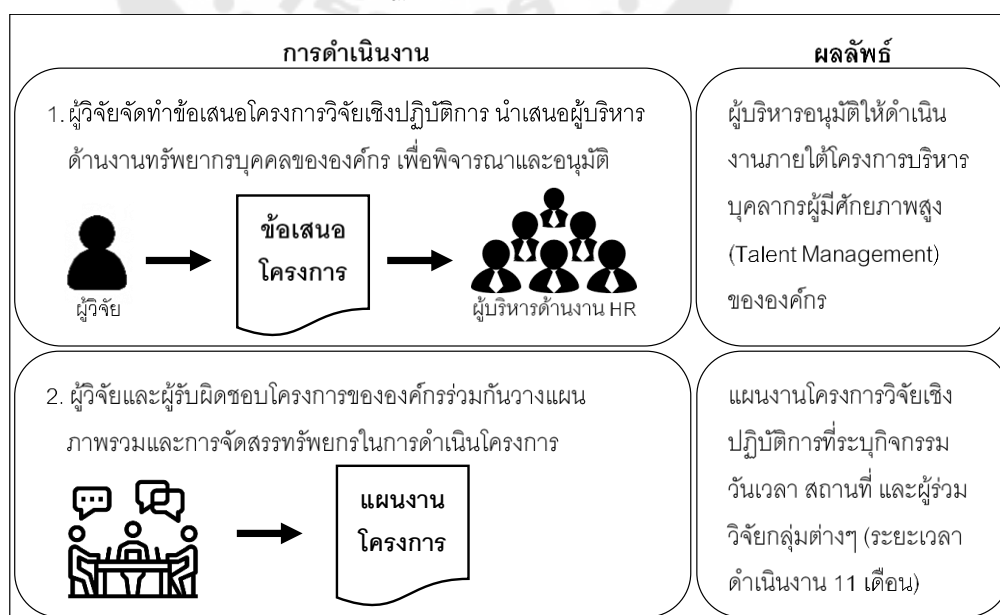 การดำเนินงาน
ผลลัพธ์
1. ผู้วิจัยจัดทำข้อเสนอโครงการวิจัยเชิงปฏิบัติการ นำเสนอผู้บริหาร
ด้านงานทรัพยากรบุคคลขององค์กร เพื่อพิจารณาและอนุมัติ
ข้อเสนอ
โครงการ
ผู้วิจัย
ผู้บริหารด้านงาน HR
ผู้บริหารอนุมัติให้ดำเนิน
งานภายใต้โครงการบริหาร
บุคลากรผู้มีศักยภาพสูง
(Talent Management)
ขององค์กร
2. ผู้วิจัยและผู้รับผิดชอบโครงการขององค์กรร่วมกันวางแผน
ภาพรวมและการจัดสรรทรัพยกรในการดำเนินโครงการ
แผนงาน
โครงการ
แผนงานโครงการวิจัยเชิง
ปฏิบัติการที่ระบุกิจกรรม
วันเวลา สถานที่ และผู้ร่วม
วิจัยกลุ่มต่างๆ (ระยะเวลา
ดำเนินงาน 11 เดือน)